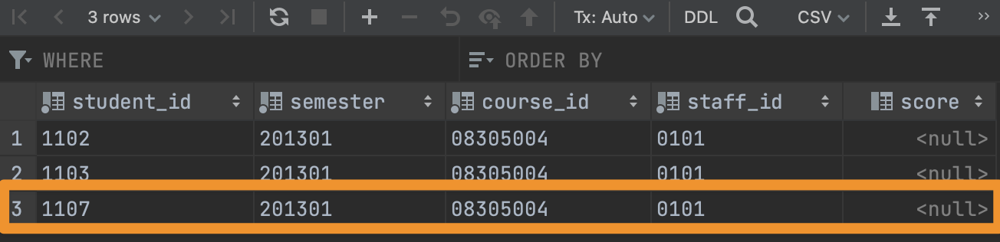 3 rows Tx: Auto DDL CSV
WHERE ORDER BY
student_id semester course_id staff_id score
1 1102 201301 08305004 0101 <null>
2 1103 201301 08305004 0101 <null>
3 1107 201301 08305004 0101 <null>